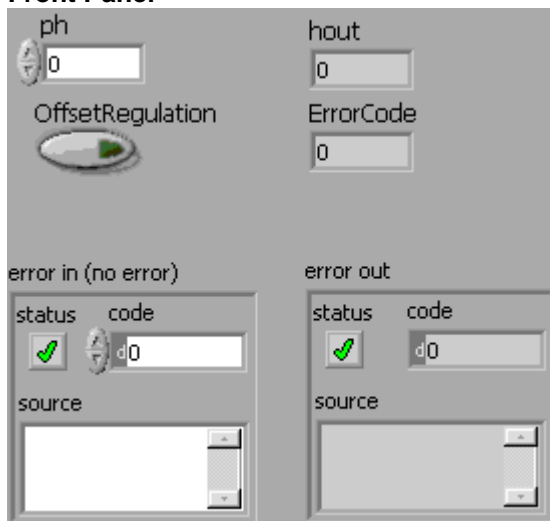 Front Panel
ph
hout
0
0
OffsetRegulation
ErrorCode
0
error in (no error)
error out
status
code
status
code
d0
d0
source
source